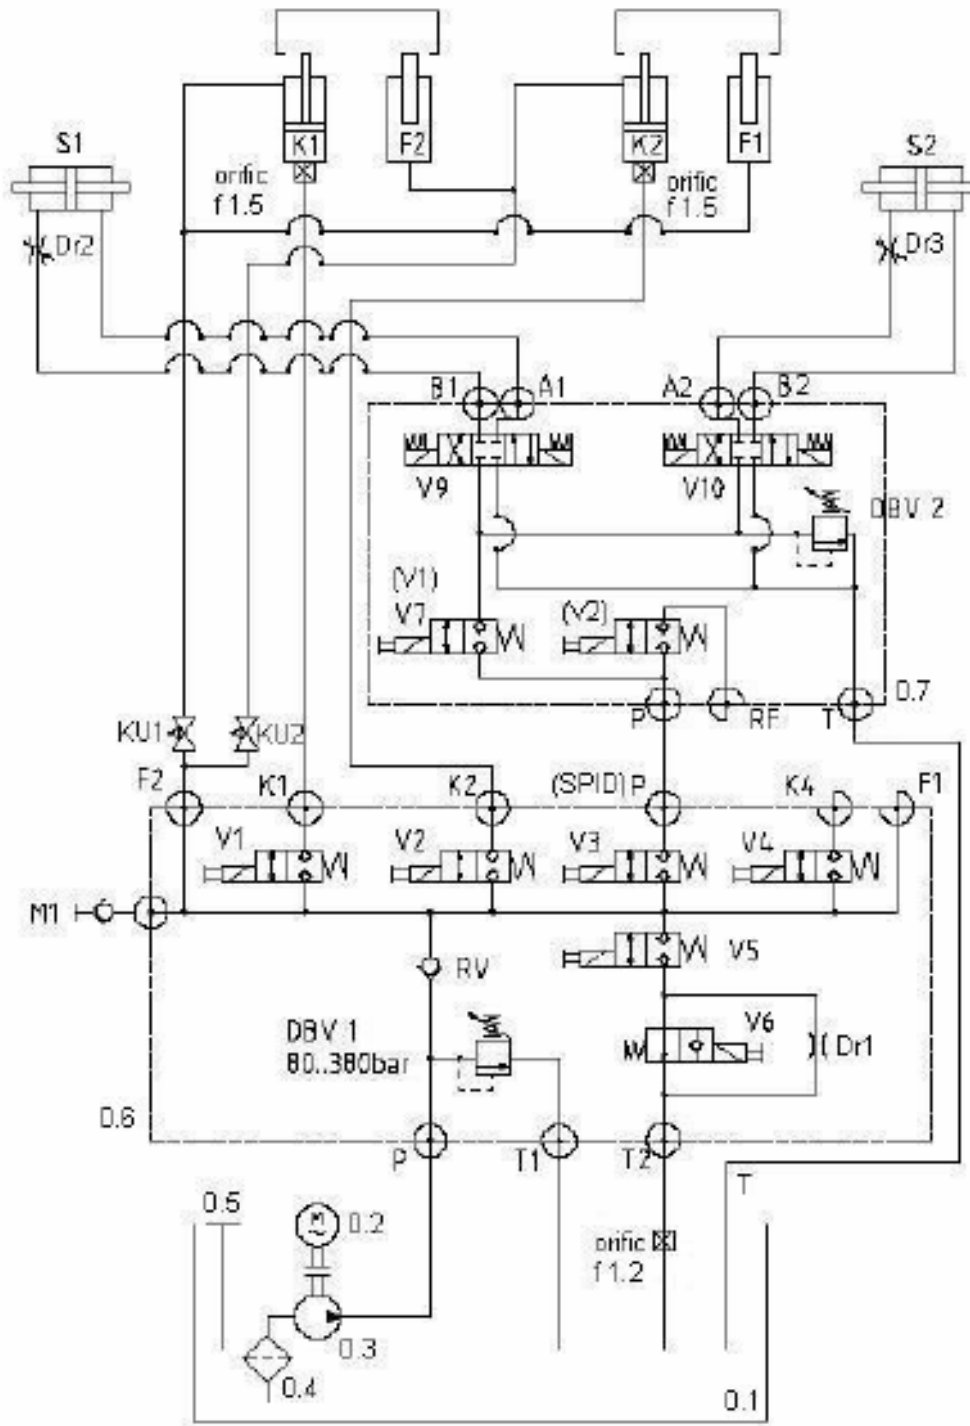 K1
F2
K2
F1
S1
S2
orific
f 1.5
orific
f 1.5
Dr2
Dr3
B1
A1
A2
B2
V9
V10
DBV 2
(V1)
V7
(V2)
0.7
P
RF
T
KU1
KU2
F2
K1
K2
(SPID) P
K4
F1
V1
V2
V3
V4
M1
V5
RV
DBV 1
80..380bar
V6
Dr1
0.6
P
T1
T2
T
0.5
M
~
0.2
orific
f 1.2
0.3
0.4
0.1